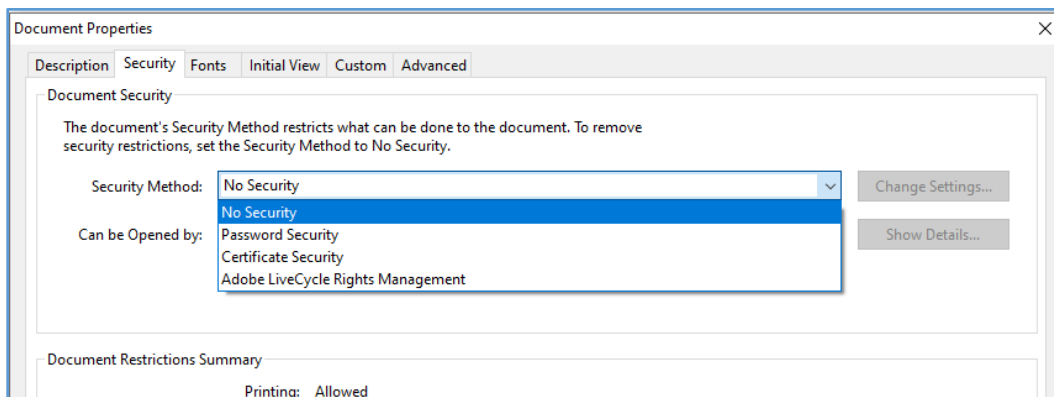 Document Properties
Description Security Fonts Initial View Custom Advanced
Document Security
The document's Security Method restricts what can be done to the document. To remove
security restrictions, set the Security Method to No Security.
Security Method: No Security Change Settings...
No Security
Can be Opened by: Password Security Show Details...
Certificate Security
Adobe LiveCycle Rights Management
Document Restrictions Summary
Printing: Allowed